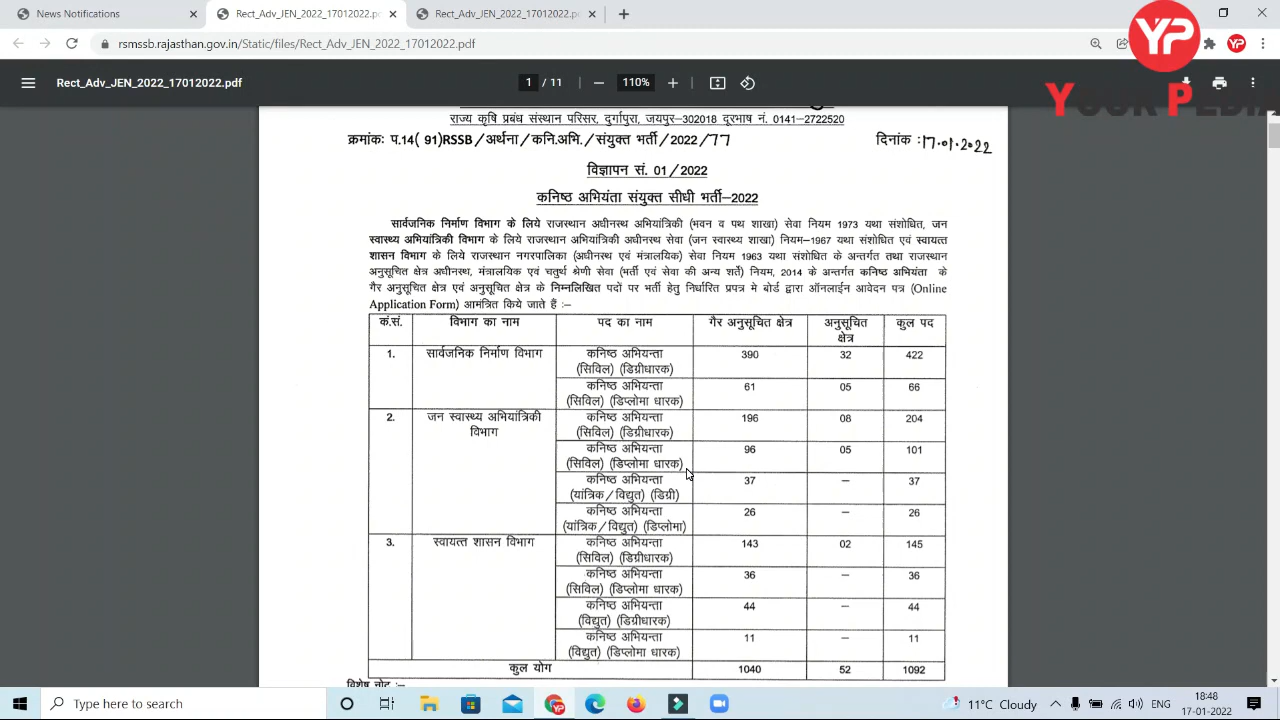 News Notifications
Rect_Adv_JEN_2022_17012022.pdf
Rect_Adv_JEN_2022_17012022.pdf
rsmssb.rajasthan.gov.in/Static/files/Rect_Adv_JEN_2022_17012022.pdf
YP
YP
Rect_Adv_JEN_2022_17012022.pdf
1 / 11
110%
राज्य कृषि प्रबंध संस्थान परिसर, दुर्गापुरा, जयपुर–302018 दूरभाष नं. 0141-2722520
क्रमांकः प.14( 91)RSSB/अर्थना/कनि.अभि./संयुक्त भर्ती/2022/77
दिनांक :17.01.2022
विज्ञापन सं. 01/2022
कनिष्ठ अभियंता संयुक्त सीधी भर्ती–2022
सार्वजनिक निर्माण विभाग के लिये राजस्थान अधीनस्थ अभियांत्रिकी (भवन व पथ शाखा) सेवा नियम 1973 यथा संशोधित, जन
स्वास्थ्य अभियांत्रिकी विभाग के लिये राजस्थान अभियांत्रिकी अधीनस्थ सेवा (जन स्वास्थ्य शाखा) नियम–1967 यथा संशोधित एवं स्वायत्त
शासन विभाग के लिये राजस्थान नगरपालिका (अधीनस्थ एवं मंत्रालयिक) सेवा नियम 1963 यथा संशोधित के अन्तर्गत तथा राजस्थान
अनुसूचित क्षेत्र अधीनस्थ, मंत्रालयिक एवं चतुर्थ श्रेणी सेवा (भर्ती एवं सेवा की अन्य शर्ते) नियम, 2014 के अन्तर्गत कनिष्ठ अभियंता के
गैर अनुसूचित क्षेत्र एवं अनुसूचित क्षेत्र के निम्नलिखित पदों पर भर्ती हेतु निर्धारित प्रपत्र मे बोर्ड द्वारा ऑनलाईन आवेदन पत्र (Online
Application Form) आमंत्रित किये जाते हैं :–
कं.सं. विभाग का नाम पद का नाम गैर अनुसूचित क्षेत्र अनुसूचित क्षेत्र कुल पद
1. सार्वजनिक निर्माण विभाग कनिष्ठ अभियन्ता (सिविल) (डिग्रीधारक) 390 32 422
कनिष्ठ अभियन्ता (सिविल) (डिप्लोमा धारक) 61 05 66
2. जन स्वास्थ्य अभियांत्रिकी विभाग कनिष्ठ अभियन्ता (सिविल) (डिग्रीधारक) 196 08 204
कनिष्ठ अभियन्ता (सिविल) (डिप्लोमा धारक) 96 05 101
कनिष्ठ अभियन्ता (यांत्रिक/विद्युत) (डिग्री) 37 – 37
कनिष्ठ अभियन्ता (यांत्रिक/विद्युत) (डिप्लोमा) 26 – 26
3. स्वायत्त शासन विभाग कनिष्ठ अभियन्ता (सिविल) (डिग्रीधारक) 143 02 145
कनिष्ठ अभियन्ता (सिविल) (डिप्लोमा धारक) 36 – 36
कनिष्ठ अभियन्ता (विद्युत) (डिग्रीधारक) 44 – 44
कनिष्ठ अभियन्ता (विद्युत) (डिप्लोमा धारक) 11 – 11
कुल योग 1040 52 1092
विशेष नोट :–
Type here to search
11°C Cloudy
ENG
18:48
17-01-2022